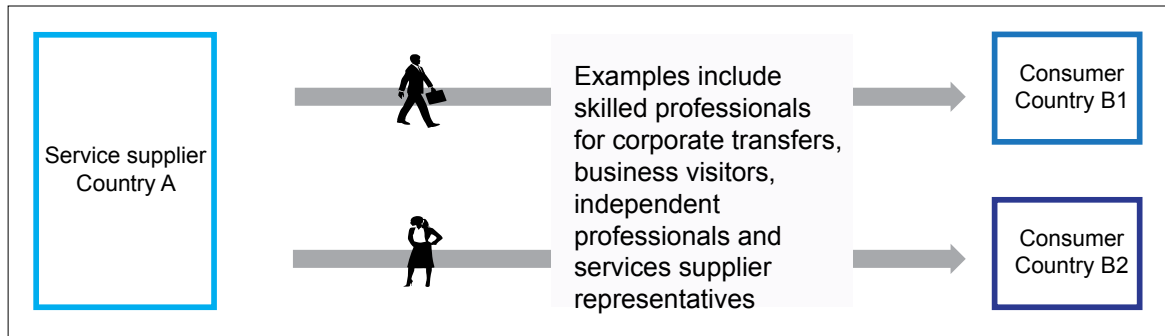 Service supplier
Country A
Examples include
skilled professionals
for corporate transfers,
business visitors,
independent
professionals and
services supplier
representatives
Consumer
Country B1
Consumer
Country B2